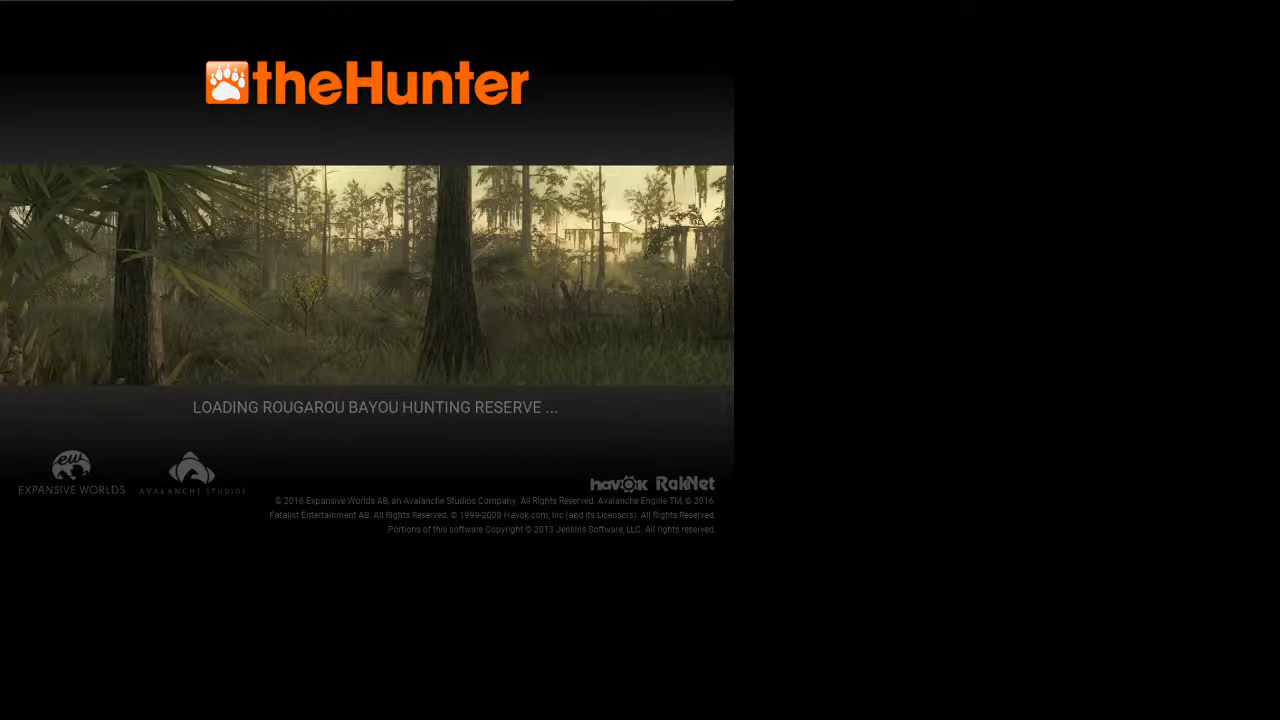 theHunter
LOADING ROUGAROU BAYOU HUNTING RESERVE ...
ew
EXPANSIVE WORLDS
AVALANCHE STUDIOS
havok RakNet
© 2016 Expansive Worlds AB, an Avalanche Studios Company. All Rights Reserved. Avalanche Engine TM, © 2016
Fatalist Entertainment AB. All Rights Reserved. © 1999-2008 Havok.com, Inc (and its Licensors). All Rights Reserved.
Portions of this software Copyright © 2013 Jenkins Software, LLC. All rights reserved.